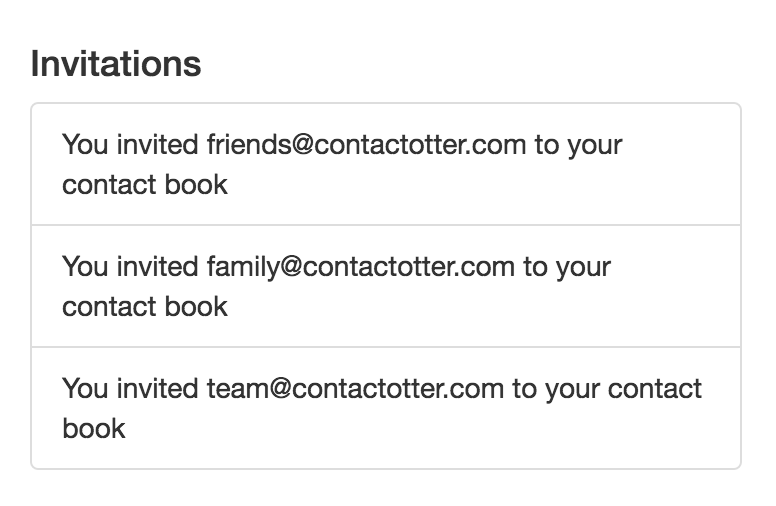 Invitations
You invited friends@contactotter.com to your
contact book
You invited family@contactotter.com to your
contact book
You invited team@contactotter.com to your contact
book